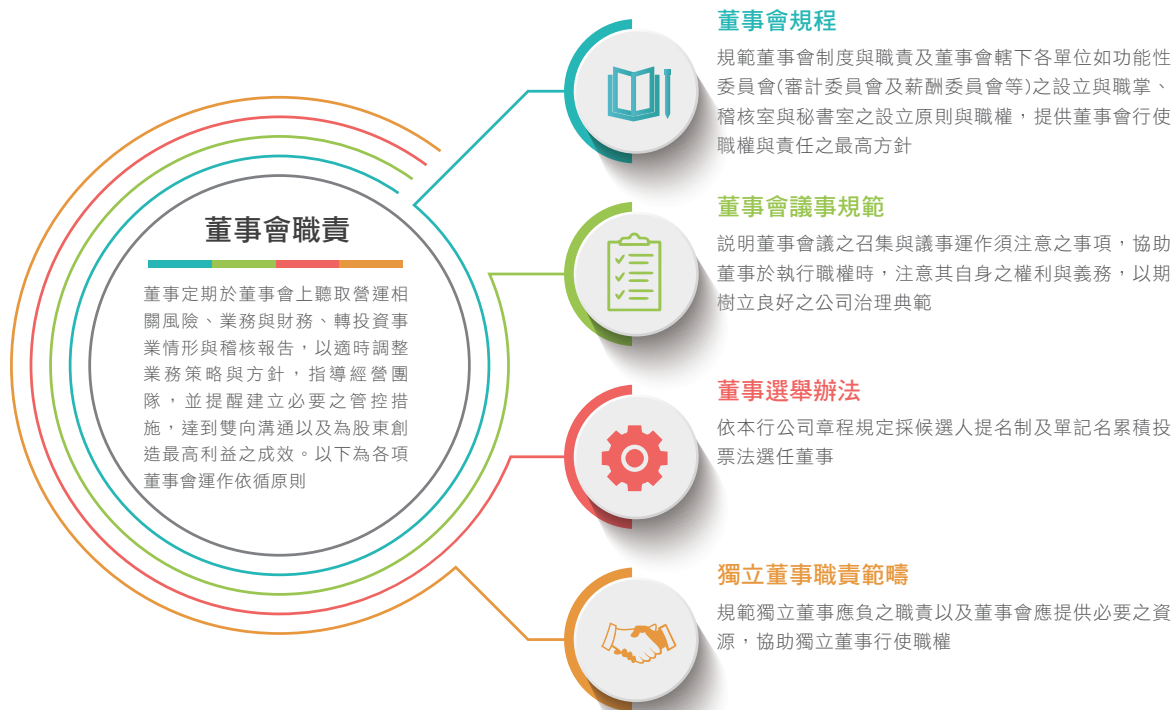 董事會職責
董事定期於董事會上聽取營運相
關風險、業務與財務、轉投資事
業情形與稽核報告，以適時調整
業務策略與方針，指導經營團
隊，並提醒建立必要之管控措
施，達到雙向溝通以及為股東創
造最高利益之成效。以下為各項
董事會運作依循原則
董事會規程
規範董事會制度與職責及董事會轄下各單位如功能性
委員會(審計委員會及薪酬委員會等)之設立與職掌、
稽核室與秘書室之設立原則與職權，提供董事會行使
職權與責任之最高方針
董事會議事規範
説明董事會議之召集與議事運作須注意之事項，協助
董事於執行職權時，注意其自身之權利與義務，以期
樹立良好之公司治理典範
董事選舉辦法
依本行公司章程規定採候選人提名制及單記名累積投
票法選任董事
獨立董事職責範疇
規範獨立董事應負之職責以及董事會應提供必要之資
源，協助獨立董事行使職權